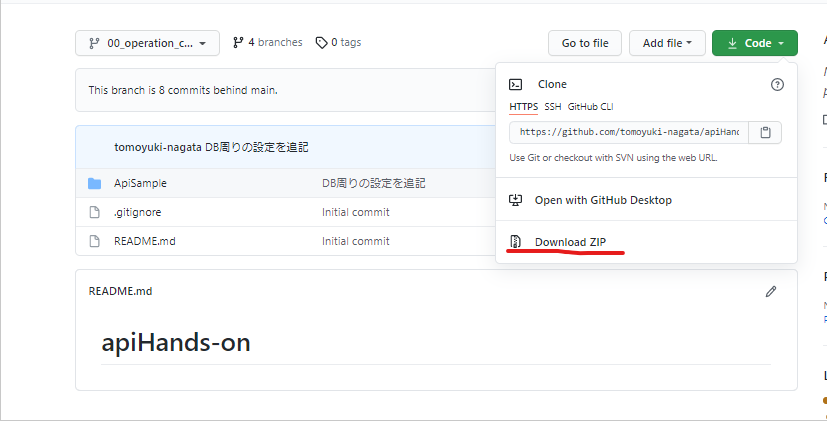 00_operation_c...
4 branches
0 tags
Go to file
Add file
Code
This branch is 8 commits behind main.
Clone
HTTPS SSH GitHub CLI
https://github.com/tomoyuki-nagata/apiHand
Use Git or checkout with SVN using the web URL.
Open with GitHub Desktop
Download ZIP
tomoyuki-nagata DB周りの設定を追記
ApiSample DB周りの設定を追記
.gitignore Initial commit
README.md Initial commit
README.md
apiHands-on